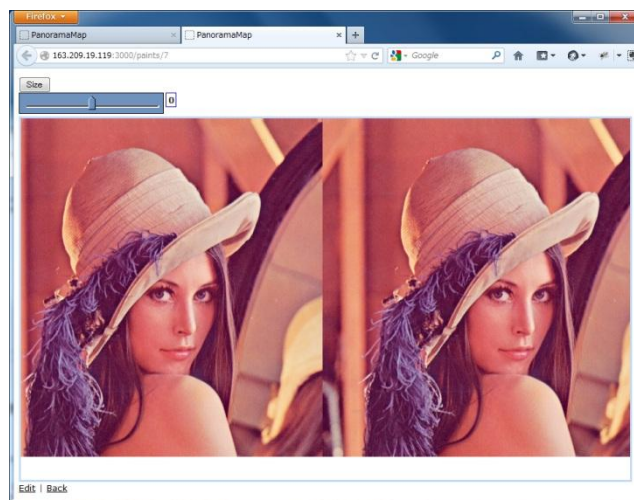 Firefox
PanoramaMap × PanoramaMap × +
163.209.19.119:3000/paints/7 Google
Size
0
Edit | Back